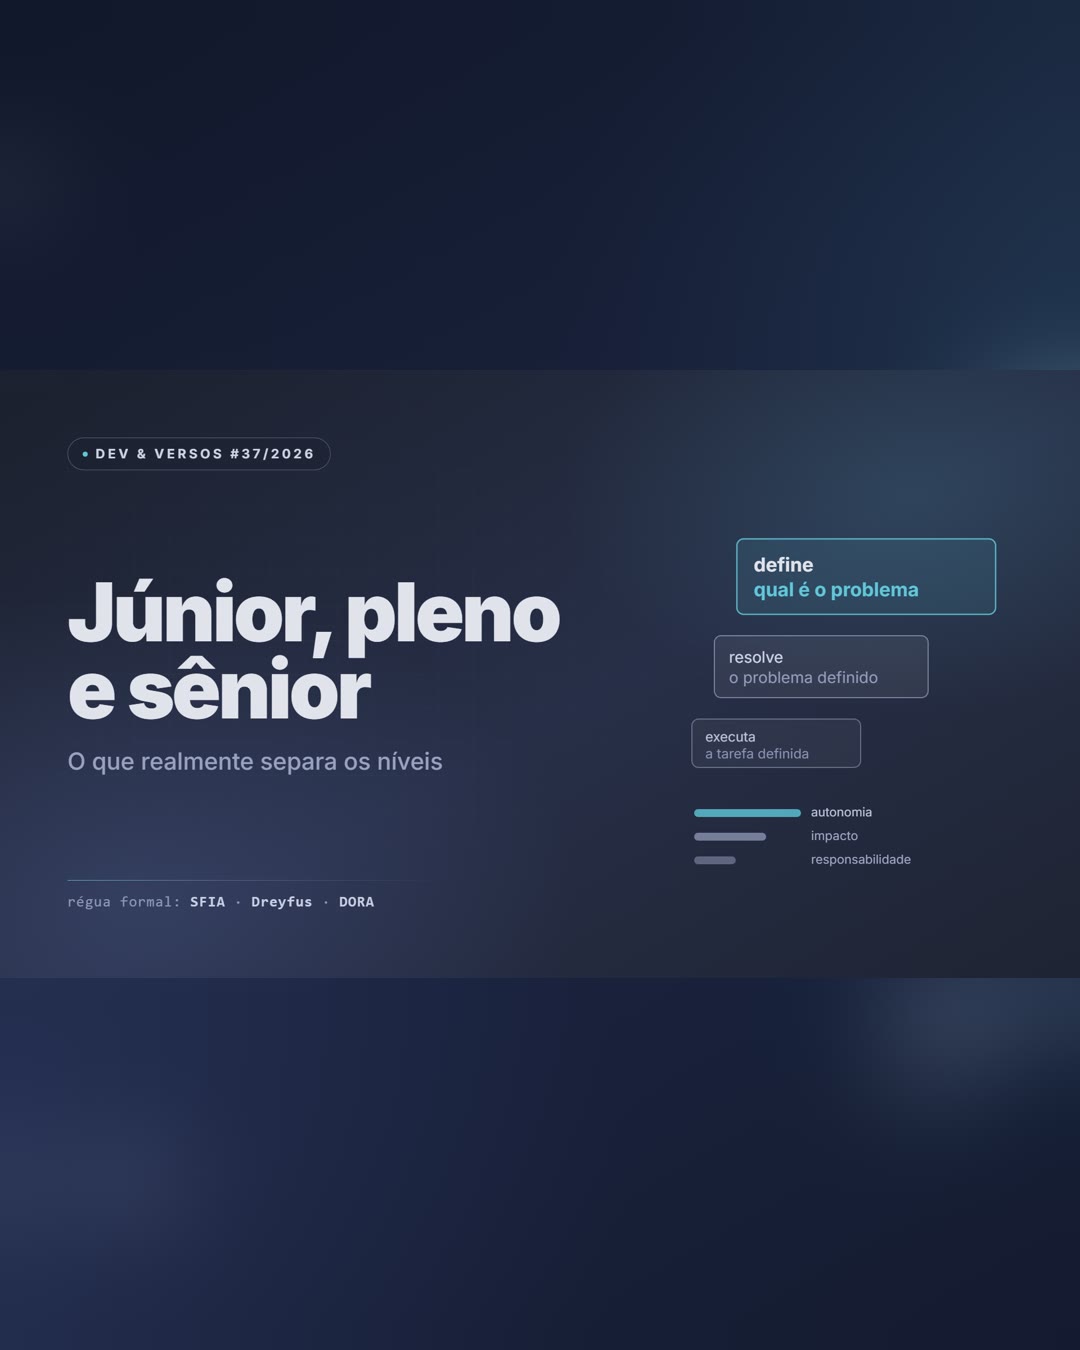 DEV & VERSOS #37/2026
Júnior, pleno
e sênior
O que realmente separa os níveis
régua formal: SFIA · Dreyfus · DORA
define
qual é o problema
resolve
o problema definido
executa
a tarefa definida
autonomia
impacto
responsabilidade